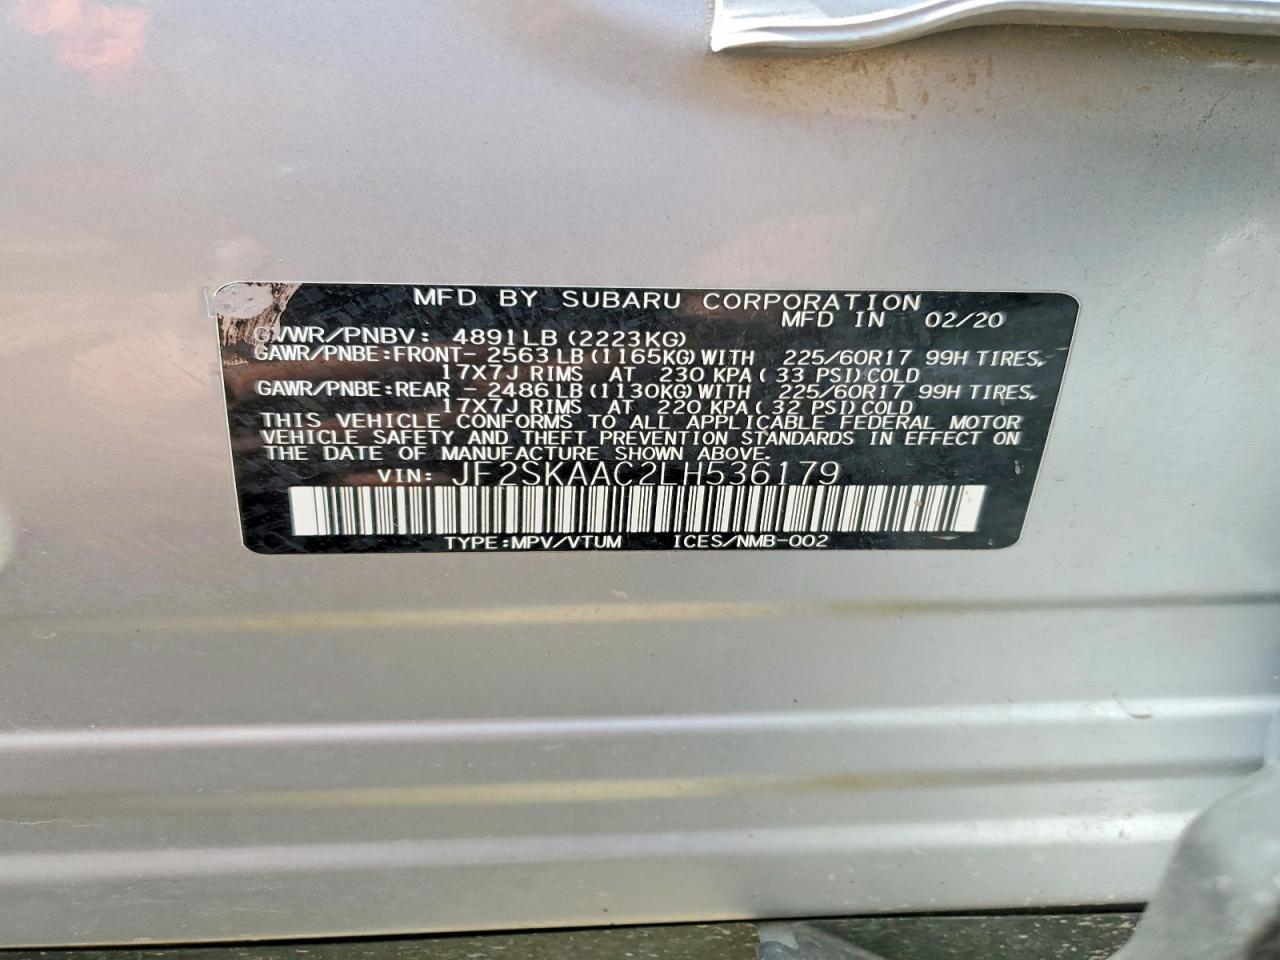 MFD BY SUBARU CORPORATION
MFD IN 02/20
GVWR/PNBV: 4891LB (2223KG)
GAWR/PNBE:FRONT- 2563LB(1165KG)WITH 225/60R17 99H TIRES,
17X7J RIMS AT 230 KPA( 33 PSI)COLD
GAWR/PNBE:REAR - 2486LB(1130KG)WITH 225/60R17 99H TIRES,
17X7J RIMS AT 220 KPA( 32 PSI)COLD
THIS VEHICLE CONFORMS TO ALL APPLICABLE FEDERAL MOTOR
VEHICLE SAFETY AND THEFT PREVENTION STANDARDS IN EFFECT ON
THE DATE OF MANUFACTURE SHOWN ABOVE.
VIN: JF2SKAAC2LH536179
TYPE:MPV/VTUM ICES/NMB-002